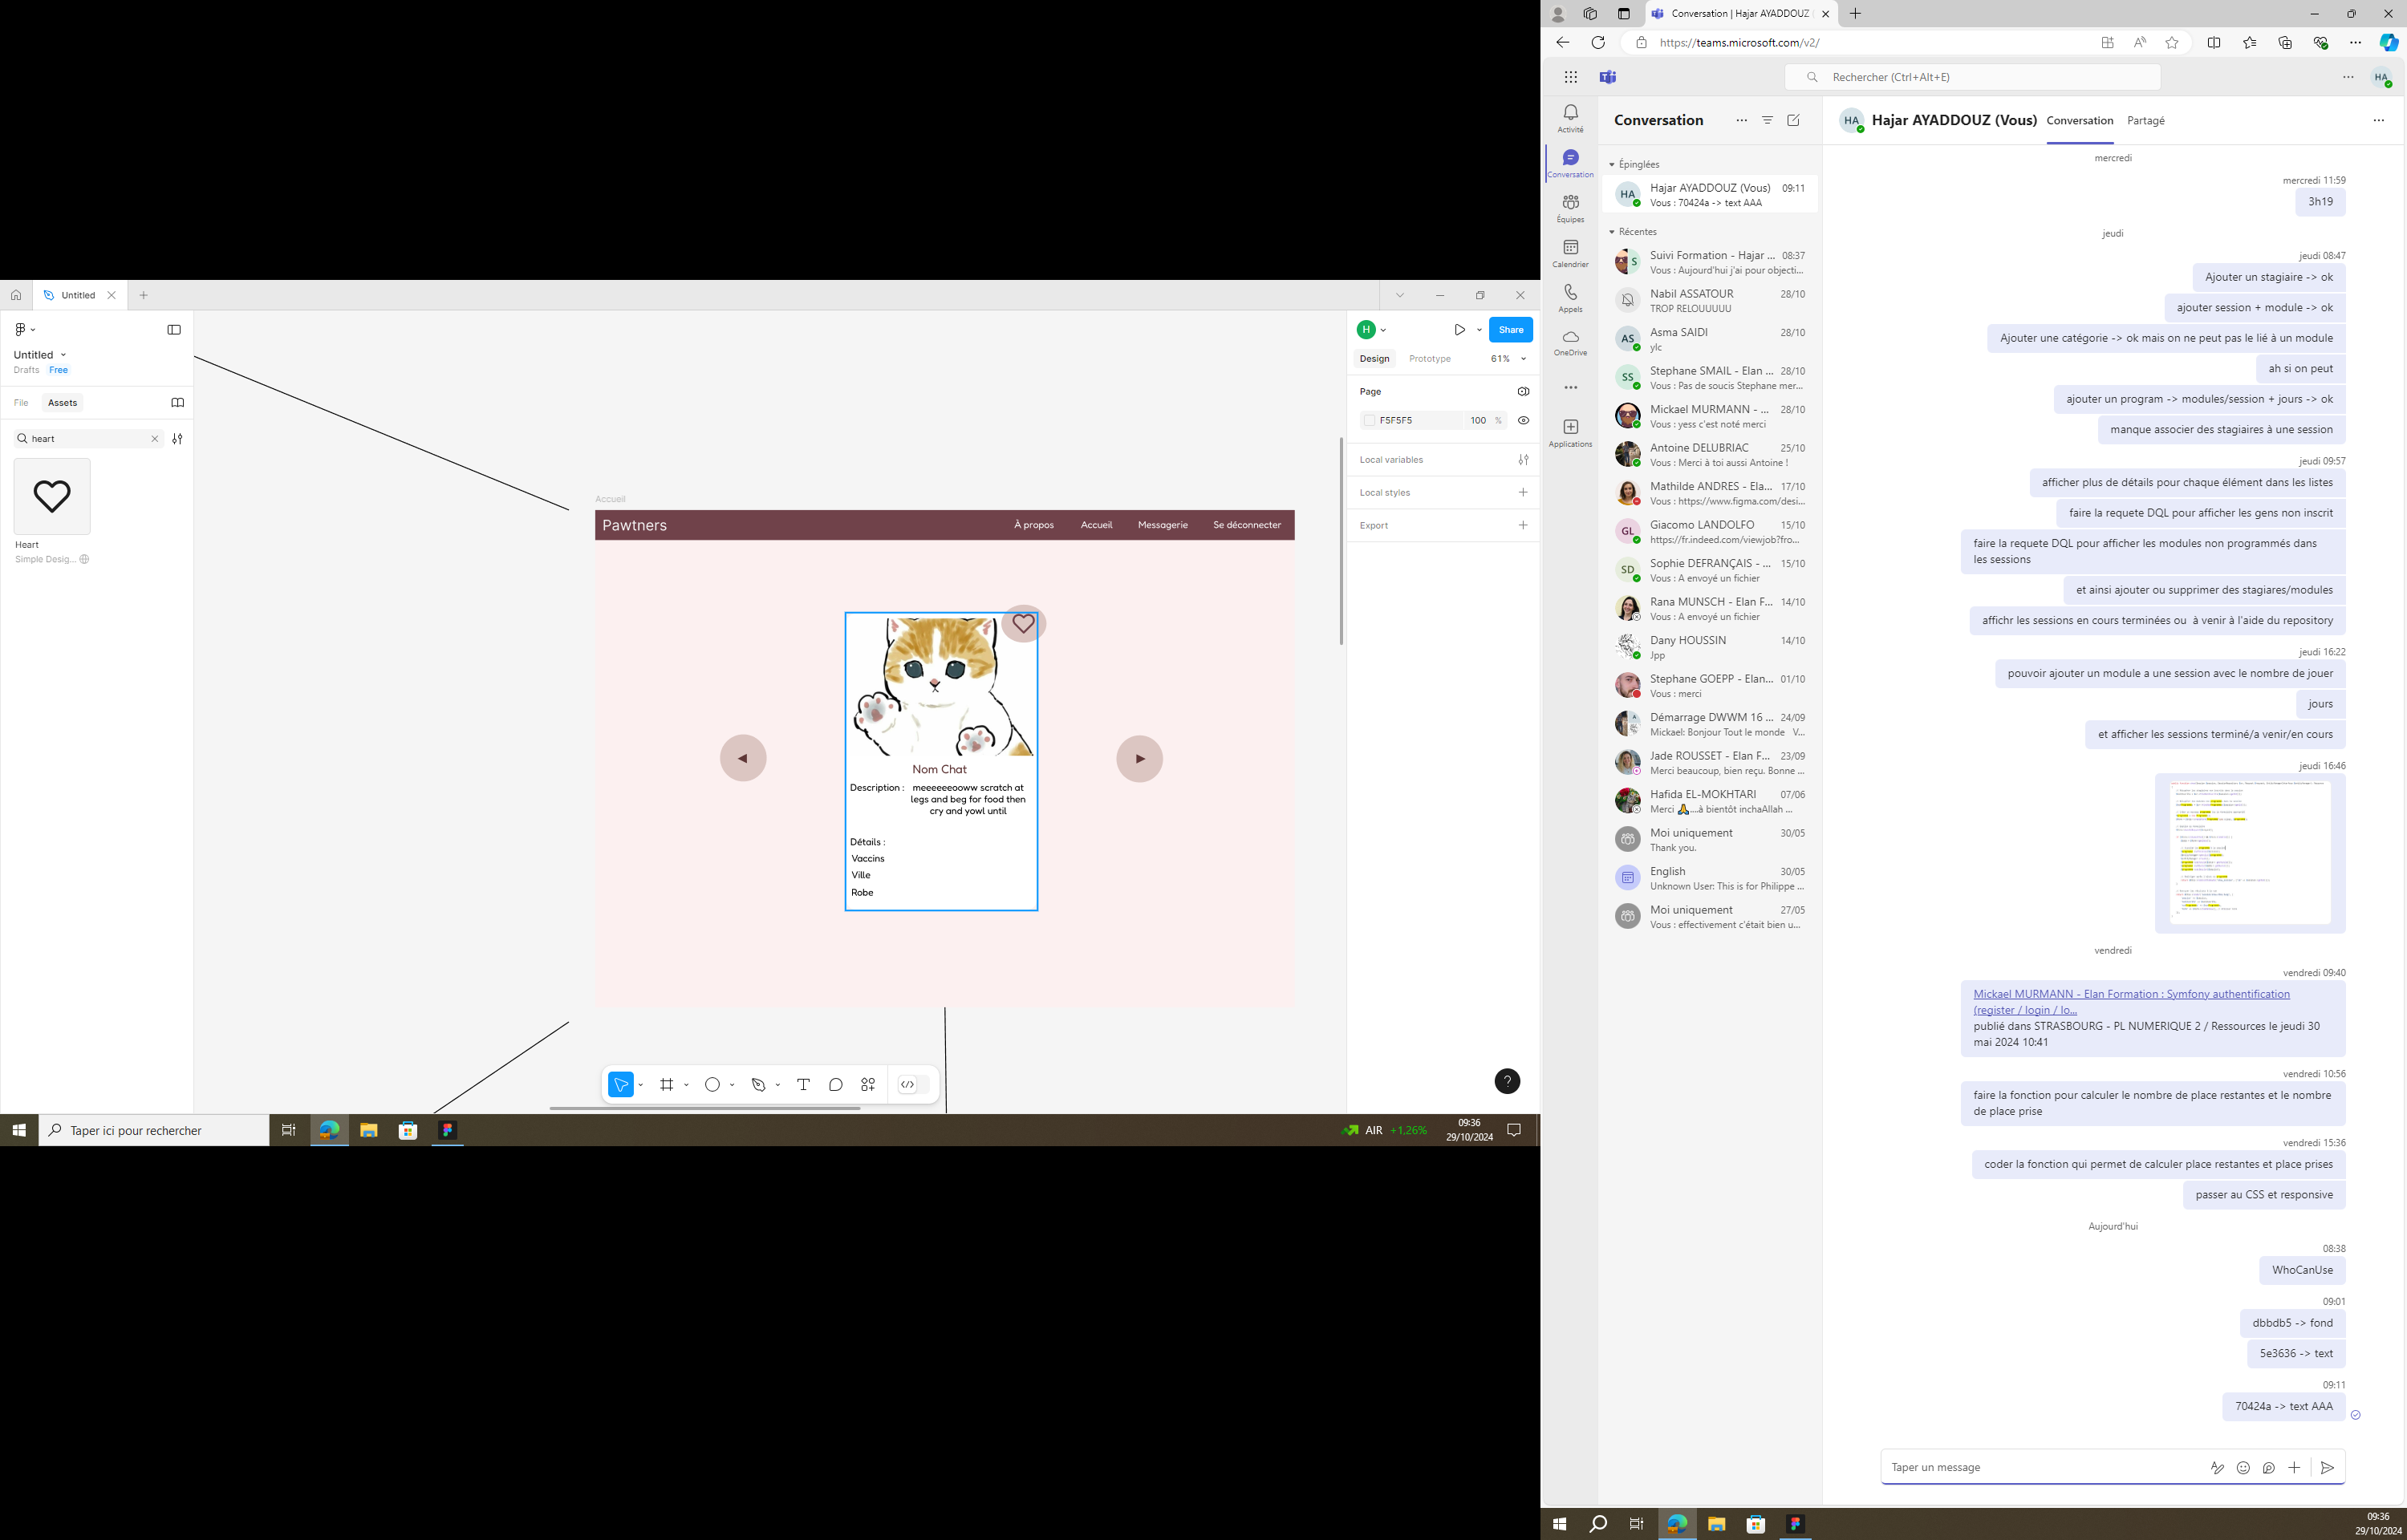 Untitled
Untitled
Drafts Free
File Assets
heart
Heart
Simple Desig...
Accueil
Pawtners
À propos
Accueil
Messagerie
Se déconnecter
Nom Chat
Description : meeeeeeooww scratch at
legs and beg for food then
cry and yowl until
Détails :
Vaccins
Ville
Robe
H
Share
Design Prototype 61%
Page
F5F5F5 100 %
Local variables
Local styles
Export
?
Taper ici pour rechercher
AIR +1,26%
09:36
29/10/2024
Conversation | Hajar AYADDOUZ
https://teams.microsoft.com/v2/
Rechercher (Ctrl+Alt+E)
HA
Activité
Conversation
Équipes
Calendrier
Appels
OneDrive
Applications
Conversation
Épinglées
HA
Hajar AYADDOUZ (Vous) 09:11
Vous : 70424a -> text AAA
Récentes
S
Suivi Formation - Hajar ... 08:37
Vous : Aujourd'hui j'ai pour objecti...
Nabil ASSATOUR 28/10
TROP RELOUUUUU
AS
Asma SAIDI 28/10
ylc
SS
Stephane SMAIL - Elan ... 28/10
Vous : Pas de soucis Stephane mer...
Mickael MURMANN - ... 28/10
Vous : yess c'est noté merci
Antoine DELUBRIAC 25/10
Vous : Merci à toi aussi Antoine !
Mathilde ANDRES - Ela... 17/10
Vous : https://www.figma.com/desi...
GL
Giacomo LANDOLFO 15/10
https://fr.indeed.com/viewjob?fro...
SD
Sophie DEFRANÇAIS - ... 15/10
Vous : A envoyé un fichier
Rana MUNSCH - Elan F... 14/10
Vous : A envoyé un fichier
Dany HOUSSIN 14/10
Jpp
Stephane GOEPP - Elan... 01/10
Vous : merci
Démarrage DWWM 16 ... 24/09
Mickael: Bonjour Tout le monde V...
Jade ROUSSET - Elan F... 23/09
Merci beaucoup, bien reçu. Bonne ...
Hafida EL-MOKHTARI 07/06
Merci 🙏....à bientôt inchaAllah ...
Moi uniquement 30/05
Thank you.
English 30/05
Unknown User: This is for Philippe ...
Moi uniquement 27/05
Vous : effectivement c'était bien u...
HA
Hajar AYADDOUZ (Vous) Conversation Partagé
mercredi
mercredi 11:59
3h19
jeudi
jeudi 08:47
Ajouter un stagiaire -> ok
ajouter session + module -> ok
Ajouter une catégorie -> ok mais on ne peut pas le lié à un module
ah si on peut
ajouter un program -> modules/session + jours -> ok
manque associer des stagiaires à une session
jeudi 09:57
afficher plus de détails pour chaque élément dans les listes
faire la requete DQL pour afficher les gens non inscrit
faire la requete DQL pour afficher les modules non programmés dans
les sessions
et ainsi ajouter ou supprimer des stagiares/modules
affichr les sessions en cours terminées ou à venir à l'aide du repository
jeudi 16:22
pouvoir ajouter un module a une session avec le nombre de jouer
jours
et afficher les sessions terminé/a venir/en cours
jeudi 16:46
vendredi
vendredi 09:40
Mickael MURMANN - Elan Formation : Symfony authentification
(register / login / lo...
publié dans STRASBOURG - PL NUMERIQUE 2 / Ressources le jeudi 30
mai 2024 10:41
vendredi 10:56
faire la fonction pour calculer le nombre de place restantes et le nombre
de place prise
vendredi 15:36
coder la fonction qui permet de calculer place restantes et place prises
passer au CSS et responsive
Aujourd'hui
08:38
WhoCanUse
09:01
dbbdb5 -> fond
5e3636 -> text
09:11
70424a -> text AAA
Taper un message
09:36
29/10/2024